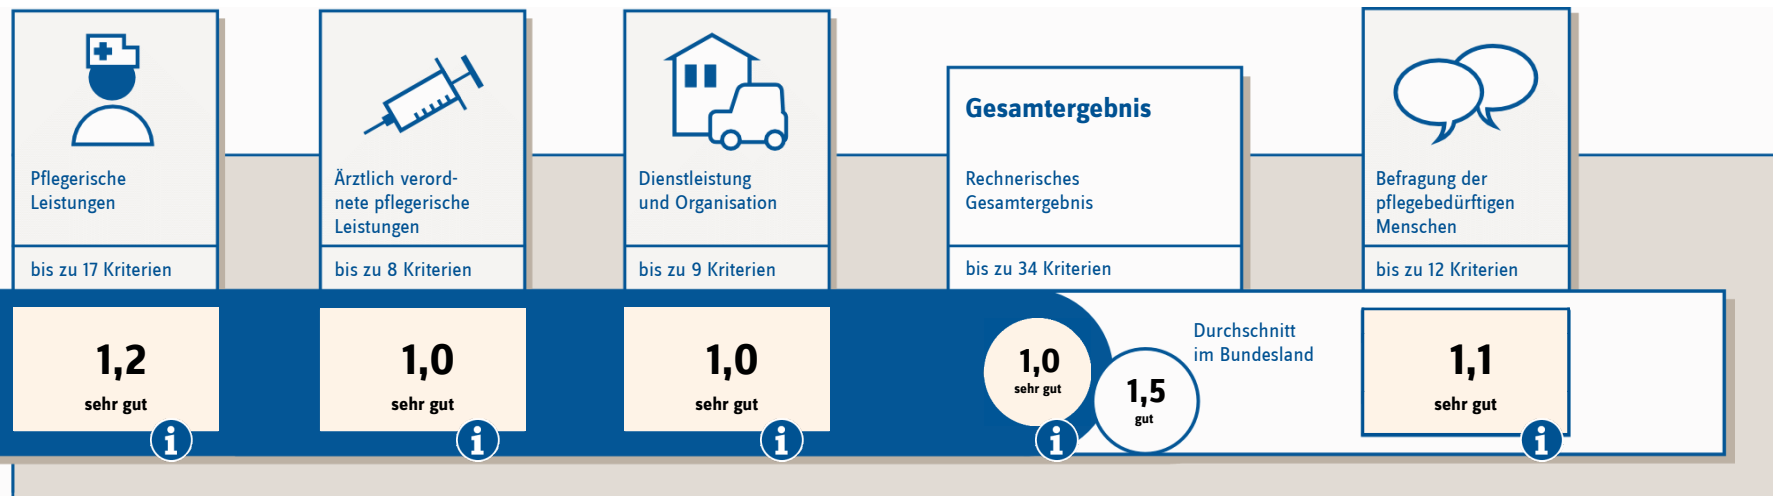 Pflegerische
Leistungen
bis zu 17 Kriterien
1,2
sehr gut
i
Ärztlich verord-
nete pflegerische
Leistungen
bis zu 8 Kriterien
1,0
sehr gut
i
Dienstleistung
und Organisation
bis zu 9 Kriterien
1,0
sehr gut
i
Gesamtergebnis
Rechnerisches
Gesamtergebnis
bis zu 34 Kriterien
1,0
sehr gut
i
1,5
gut
Durchschnitt
im Bundesland
Befragung der
pflegebedürftigen
Menschen
bis zu 12 Kriterien
1,1
sehr gut
i